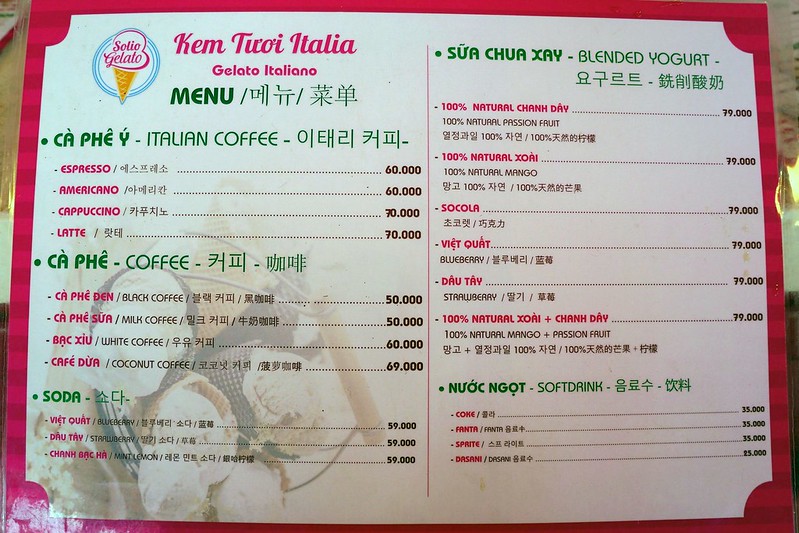 Solio
Gelato
Kem Tươi Italia
Gelato Italiano
MENU /메뉴/ 菜单
• CÀ PHÊ Ý - ITALIAN COFFEE - 이태리 커피-
- ESPRESSO / 에스프레소 60.000
- AMERICANO /아메리칸 60.000
- CAPPUCCINO / 카푸치노 70.000
- LATTE / 랏테 70.000
• CÀ PHÊ - COFFEE - 커피 - 咖啡
- CÀ PHÊ ĐEN / BLACK COFFEE / 블랙 커피 / 黑咖啡 50.000
- CÀ PHÊ SỮA / MILK COFFEE / 밀크 커피 / 牛奶咖啡 50.000
- BẠC XỈU / WHITE COFFEE / 우유 커피 60.000
- CAFÉ DỪA / COCONUT COFFEE / 코코넛 커피 /菠萝咖啡 69.000
• SODA - 소다-
- VIỆT QUẤT / BLUEBERRY / 블루베리 소다 / 蓝莓 59.000
- DÂU TÂY / STRAWBERRY / 딸기 소다 / 草莓 59.000
- CHANH BẠC HÀ / MINT LEMON / 레몬 민트 소다 / 銀哈柠檬 59.000
• SỮA CHUA XAY - BLENDED YOGURT -
요구르트 - 銑削酸奶
- 100% NATURAL CHANH DÂY 79.000
100% NATURAL PASSION FRUIT
열정과일 100% 자연 / 100%天然的柠檬
- 100% NATURAL XOÀI 79.000
100% NATURAL MANGO
망고 100% 자연 / 100%天然的芒果
- SOCOLA 79.000
초코렛 / 巧克力
- VIỆT QUẤT 79.000
BLUEBERRY / 블루베리 / 蓝莓
- DÂU TÂY 79.000
STRAWBERY / 딸기 / 草莓
- 100% NATURAL XOÀI + CHANH DÂY 79.000
100% NATURAL MANGO + PASSION FRUIT
망고 + 열정과일 100% 자연 / 100%天然的芒果 + 柠檬
• NƯỚC NGỌT - SOFTDRINK - 음료수 - 饮料
- COKE / 콜라 35.000
- FANTA / FANTA 음료수 35.000
- SPRITE / 스프 라이트 35.000
- DASANI / DASANI 음료수 25.000